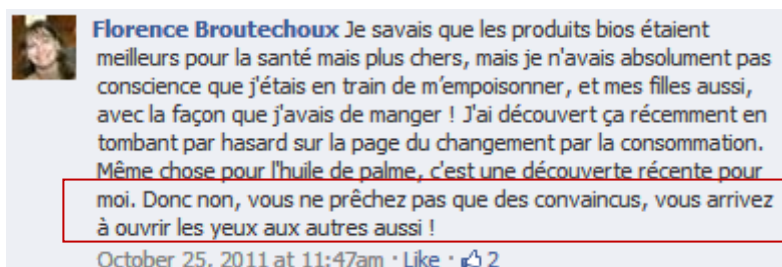 Florence Broutechoux Je savais que les produits bios étaient
meilleurs pour la santé mais plus chers, mais je n'avais absolument pas
conscience que j'étais en train de m’empoisonner, et mes filles aussi,
avec la façon que j'avais de manger ! J'ai découvert ça récemment en
tombant par hasard sur la page du changement par la consommation.
Même chose pour l'huile de palme, c'est une découverte récente pour
moi. Donc non, vous ne prêchez pas que des convaincus, vous arrivez
à ouvrir les yeux aux autres aussi !
October 25, 2011 at 11:47am · Like · 2